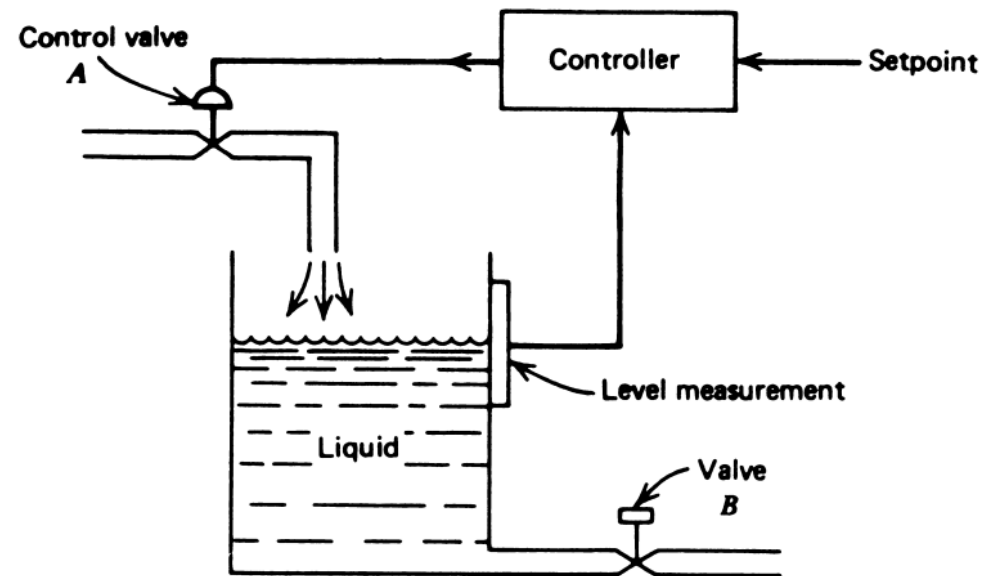 Control valve
A
Controller
Setpoint
Level measurement
Liquid
Valve
B